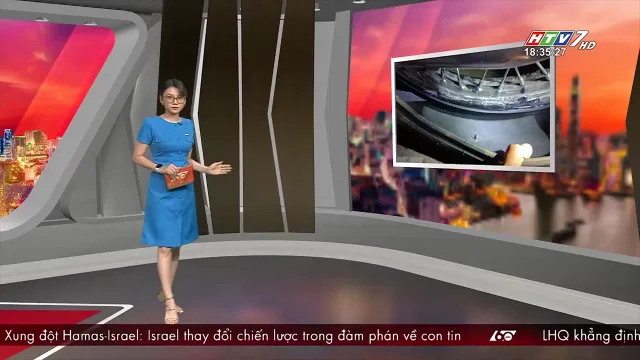 HTV7 HD
18:35:27
Xung đột Hamas-Israel: Israel thay đổi chiến lược trong đàm phán về con tin
60
LHQ khẳng định